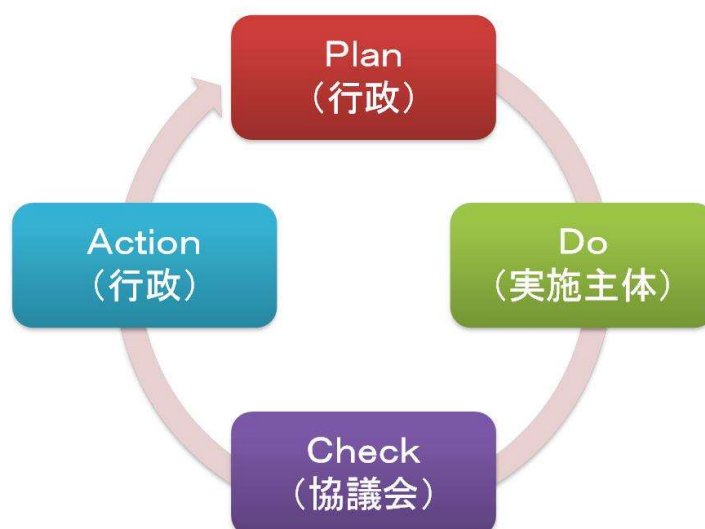 Plan
（行政）
Do
（実施主体）
Check
（協議会）
Action
（行政）